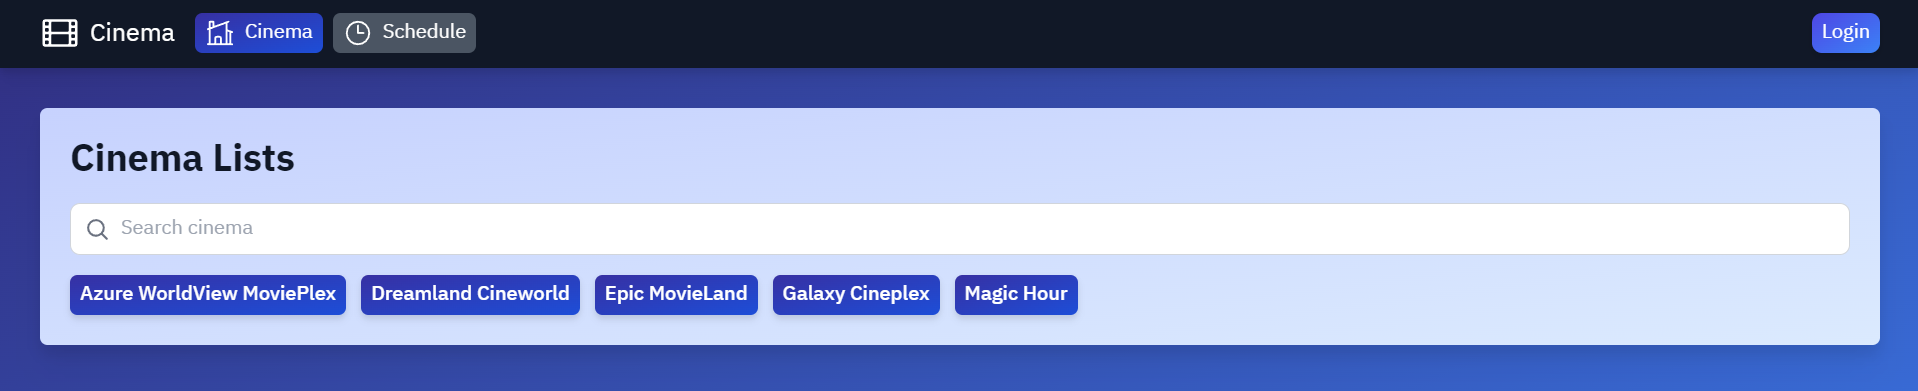 Cinema Cinema Schedule Login
Cinema Lists
Search cinema
Azure WorldView MoviePlex Dreamland Cineworld Epic MovieLand Galaxy Cineplex Magic Hour